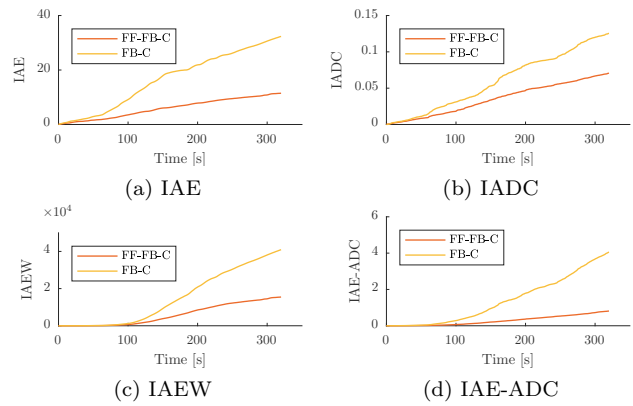 40
20
0
IAE
FF-FB-C
FB-C
0 100 200 300
Time [s]
(a) IAE
0.15
0.1
0.05
0
IADC
FF-FB-C
FB-C
0 100 200 300
Time [s]
(b) IADC
×10⁴
4
2
0
IAEW
FF-FB-C
FB-C
0 100 200 300
Time [s]
(c) IAEW
6
4
2
0
IAE-ADC
FF-FB-C
FB-C
0 100 200 300
Time [s]
(d) IAE-ADC